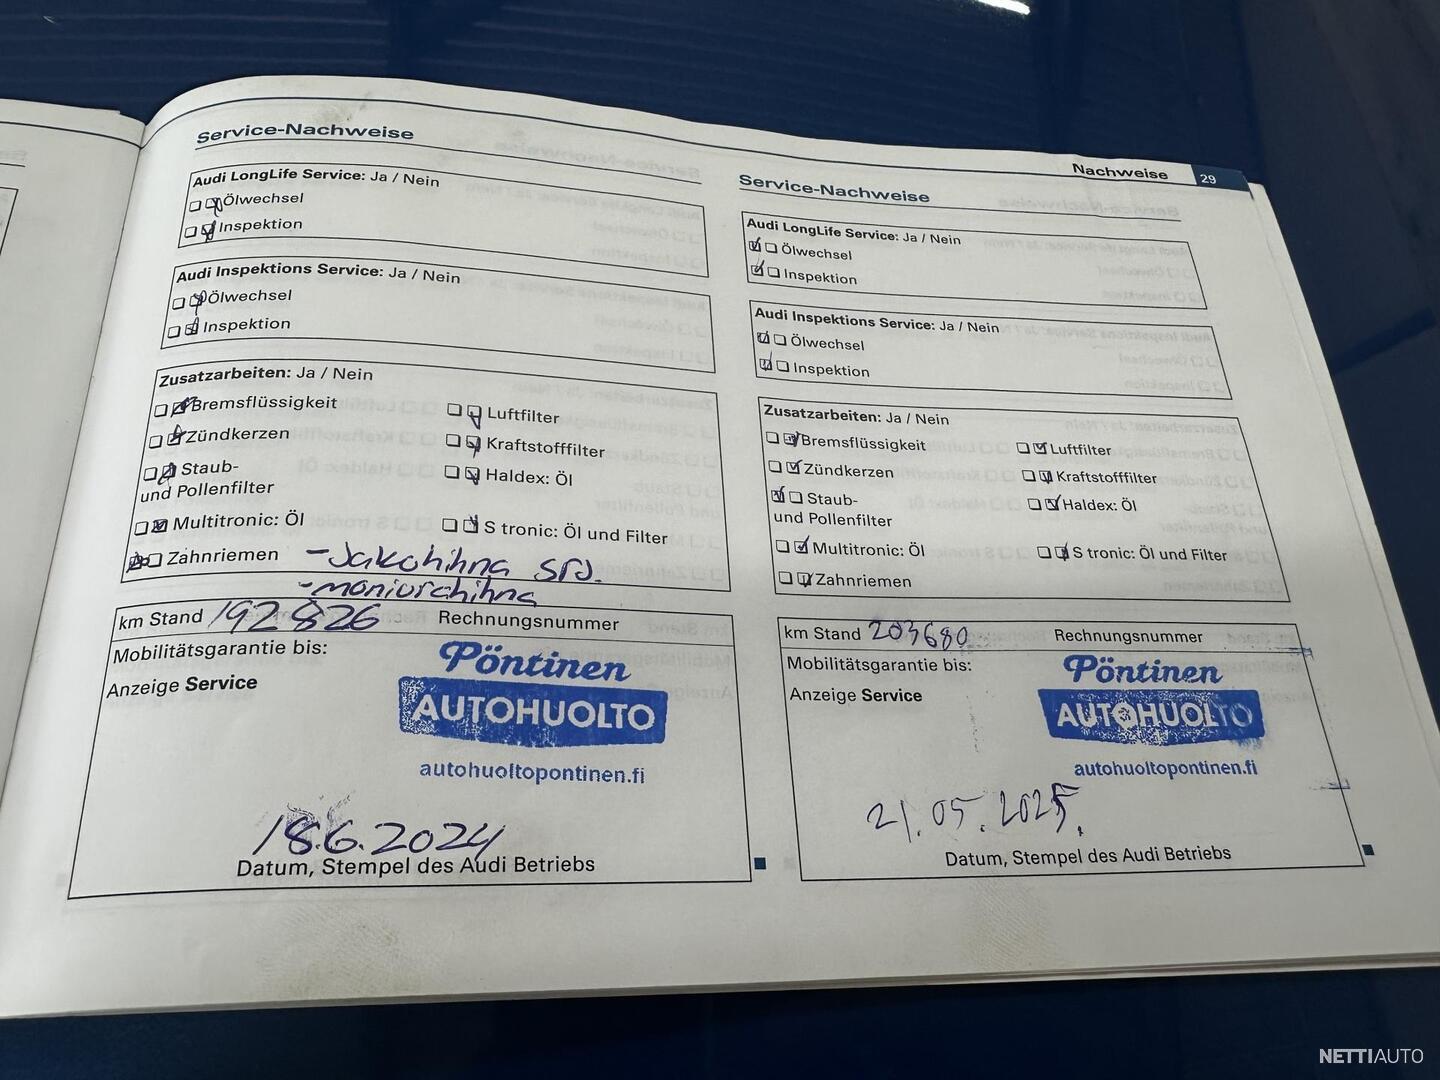 Service-Nachweise
Audi LongLife Service: Ja / Nein
Ölwechsel
Inspektion
Audi Inspektions Service: Ja / Nein
Ölwechsel
Inspektion
Zusatzarbeiten: Ja / Nein
Bremsflüssigkeit
Luftfilter
Zündkerzen
Kraftstofffilter
Staub-
und Pollenfilter
Haldex: Öl
Multitronic: Öl
S tronic: Öl und Filter
Zahnriemen - Jakohihna srj.
- moniurahihna
km Stand 192826 Rechnungsnummer
Mobilitätsgarantie bis:
Anzeige Service
Pöntinen
AUTOHUOLTO
autohuoltopontinen.fi
18.6.2024
Datum, Stempel des Audi Betriebs
Nachweise 29
Service-Nachweise
Audi LongLife Service: Ja / Nein
Ölwechsel
Inspektion
Audi Inspektions Service: Ja / Nein
Ölwechsel
Inspektion
Zusatzarbeiten: Ja / Nein
Bremsflüssigkeit
Luftfilter
Zündkerzen
Kraftstofffilter
Staub-
und Pollenfilter
Haldex: Öl
Multitronic: Öl
S tronic: Öl und Filter
Zahnriemen
km Stand 203680 Rechnungsnummer
Mobilitätsgarantie bis:
Anzeige Service
Pöntinen
AUTOHUOLTO
autohuoltopontinen.fi
21.05.2025.
Datum, Stempel des Audi Betriebs
NETTIAUTO